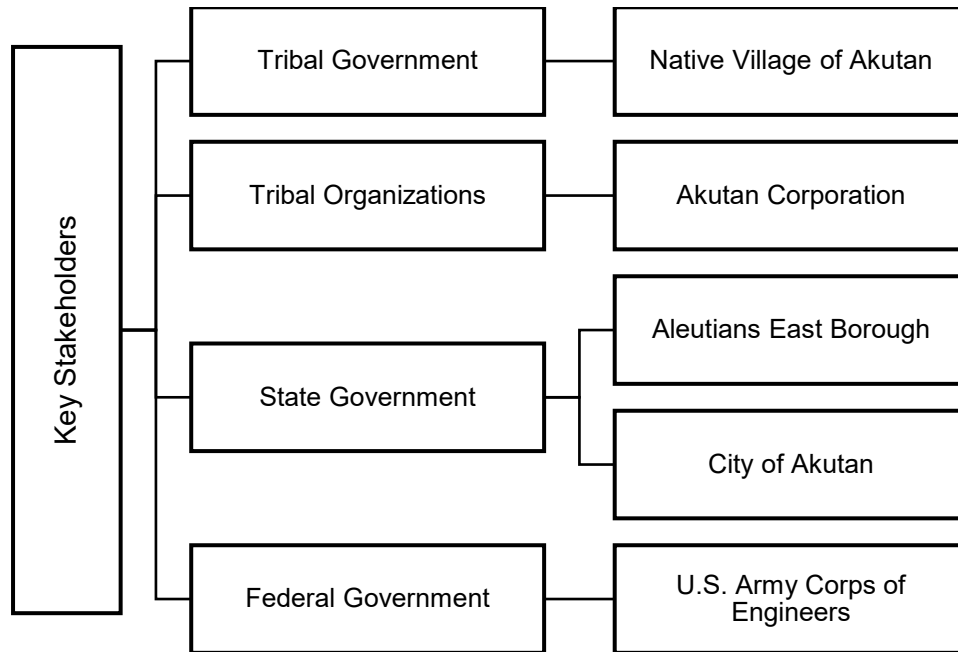 Key Stakeholders
Tribal Government
Native Village of Akutan
Tribal Organizations
Akutan Corporation
State Government
Aleutians East Borough
City of Akutan
Federal Government
U.S. Army Corps of
Engineers